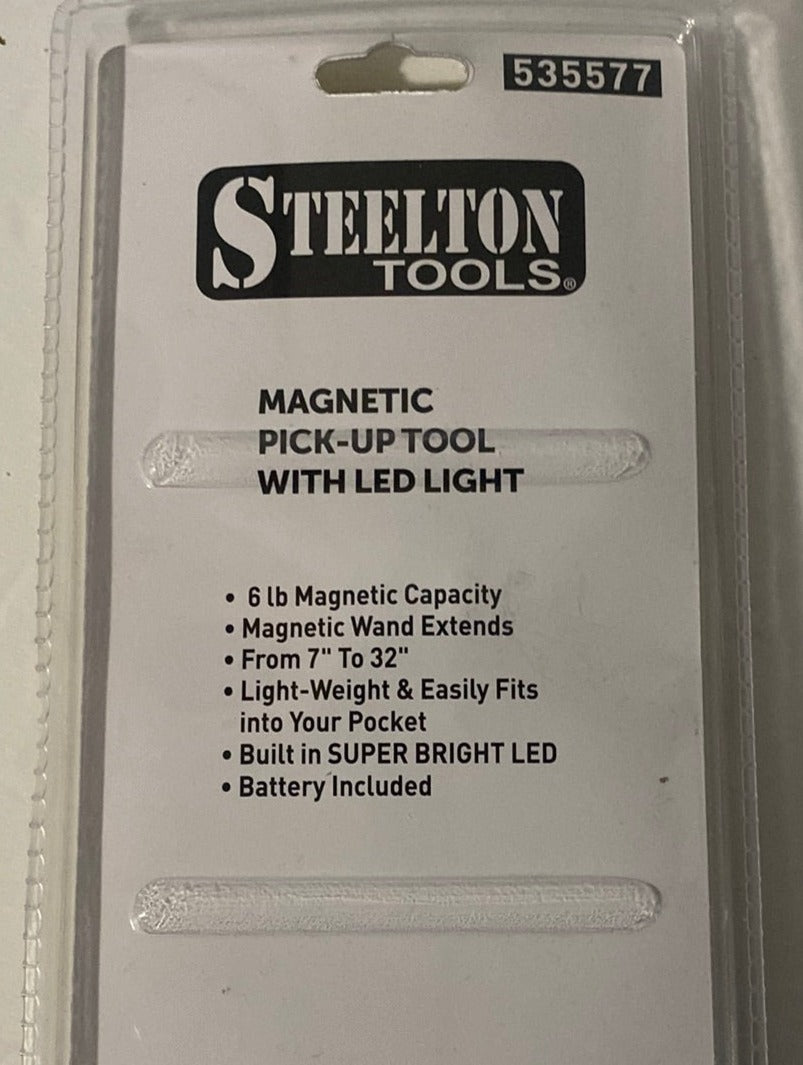 535577
STEELTON
TOOLS®
MAGNETIC
PICK-UP TOOL
WITH LED LIGHT
• 6 lb Magnetic Capacity
• Magnetic Wand Extends
• From 7" To 32"
• Light-Weight & Easily Fits
into Your Pocket
• Built in SUPER BRIGHT LED
• Battery Included